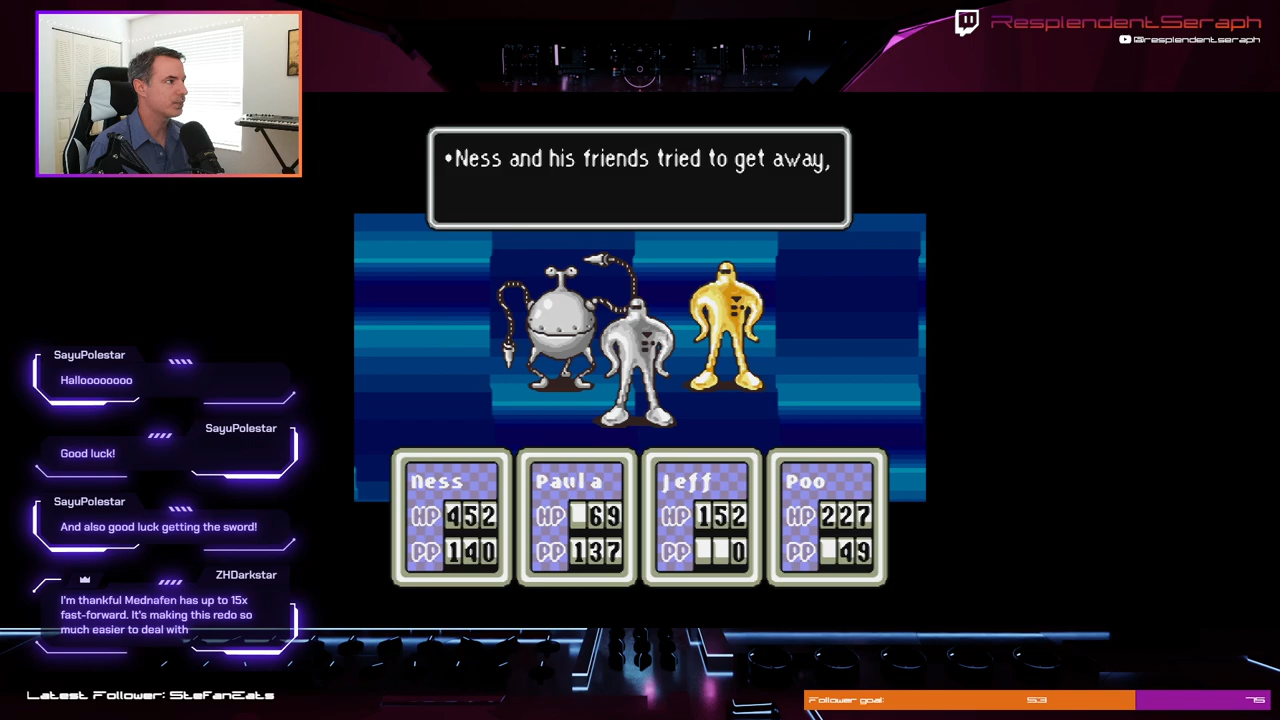 ResplendentSeraph
@resplendentseraph
•Ness and his friends tried to get away,
SayuPolestar
Hallooooooo
SayuPolestar
Good luck!
SayuPolestar
And also good luck getting the sword!
ZHDarkstar
I'm thankful Mednafen has up to 15x
fast-forward. It's making this redo so
much easier to deal with
Ness
HP 452
PP 140
Paula
HP 69
PP 137
Jeff
HP 152
PP 0
Poo
HP 227
PP 49
Latest Follower: StefanEats
Follower goal: 53 75